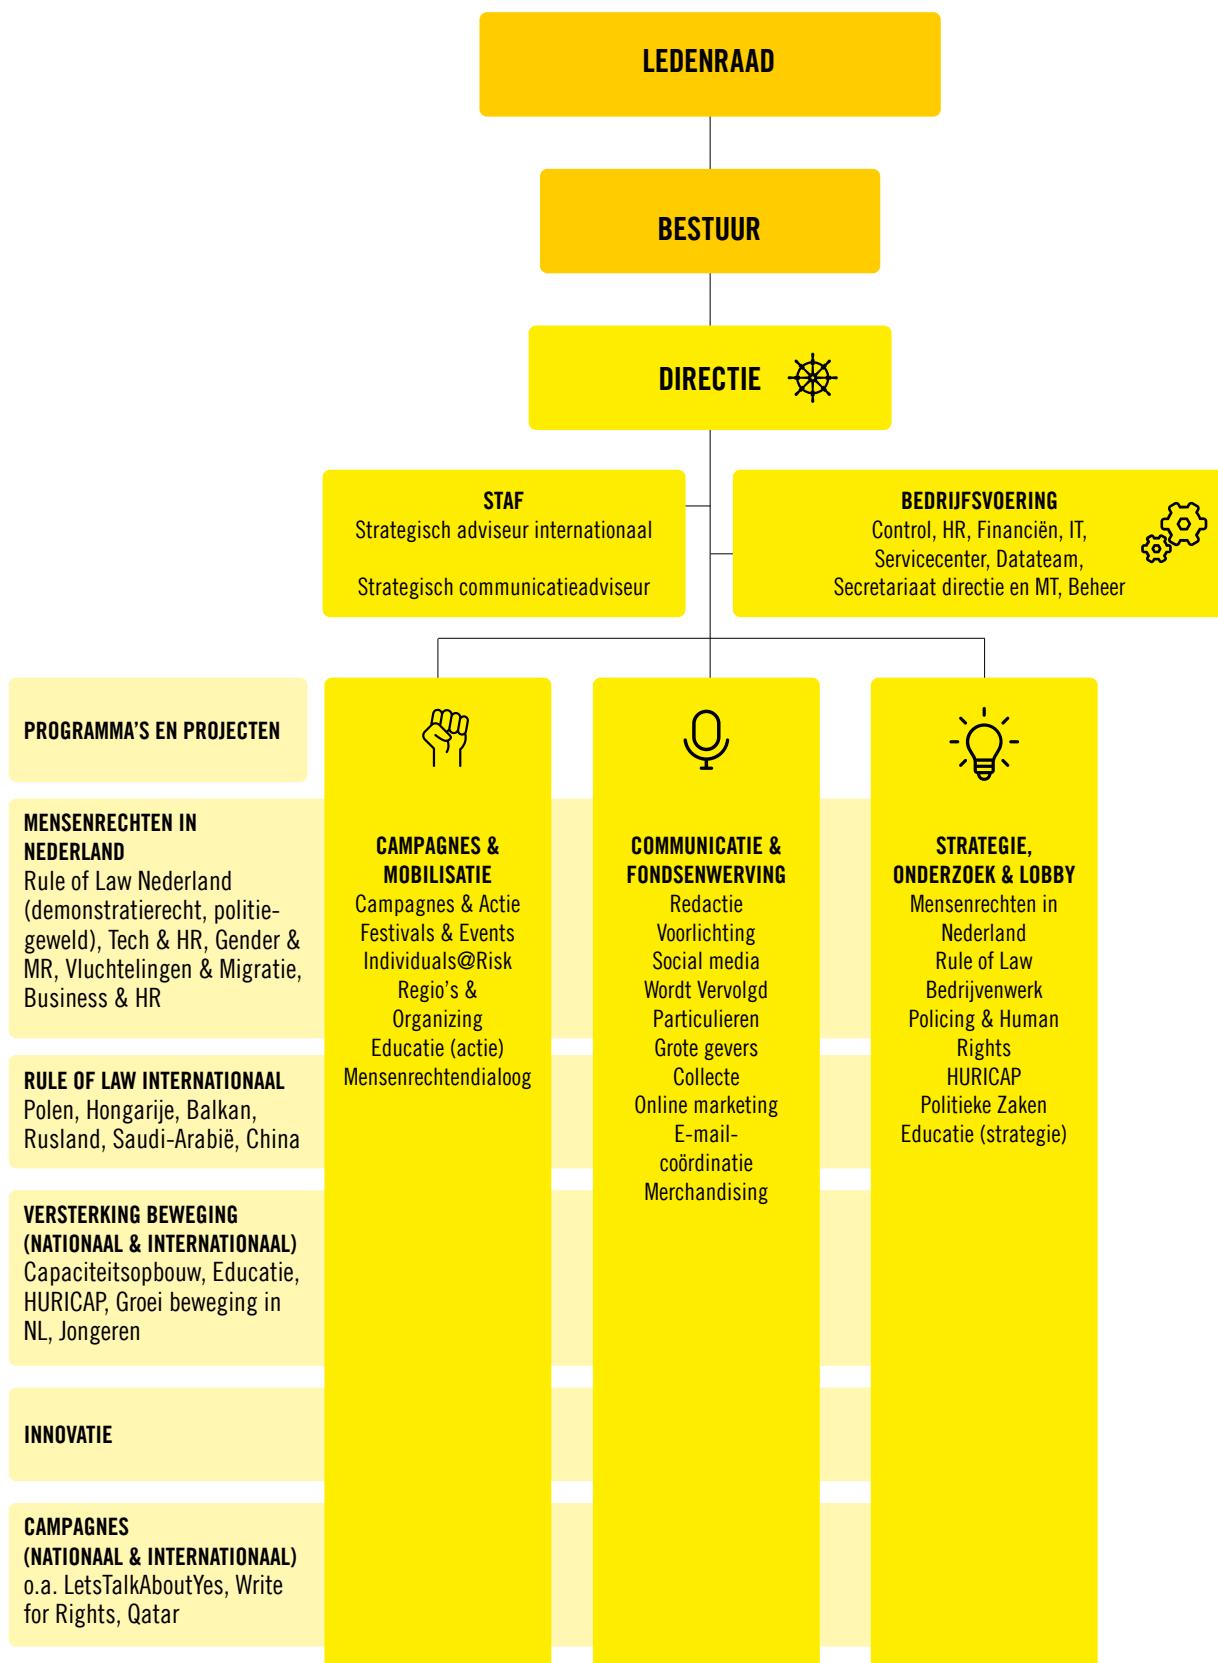 LEDENRAAD
BESTUUR
DIRECTIE
STAF
Strategisch adviseur internationaal
Strategisch communicatieadviseur
BEDRIJFSVOERING
Control, HR, Financiën, IT,
Servicecenter, Datateam,
Secretariaat directie en MT, Beheer
PROGRAMMA'S EN PROJECTEN
MENSENRECHTEN IN
NEDERLAND
Rule of Law Nederland
(demonstratierecht, politie-
geweld), Tech & HR, Gender &
MR, Vluchtelingen & Migratie,
Business & HR
RULE OF LAW INTERNATIONAAL
Polen, Hongarije, Balkan,
Rusland, Saudi-Arabië, China
VERSTERKING BEWEGING
(NATIONAAL & INTERNATIONAAL)
Capaciteitsopbouw, Educatie,
HURICAP, Groei beweging in
NL, Jongeren
INNOVATIE
CAMPAGNES
(NATIONAAL & INTERNATIONAAL)
o.a. LetsTalkAboutYes, Write
for Rights, Qatar
CAMPAGNES &
MOBILISATIE
Campagnes & Actie
Festivals & Events
Individuals@Risk
Regio's &
Organizing
Educatie (actie)
Mensenrechtendialoog
COMMUNICATIE &
FONDSENWERVING
Redactie
Voorlichting
Social media
Wordt Vervolgd
Particulieren
Grote gevers
Collecte
Online marketing
E-mail-
coördinatie
Merchandising
STRATEGIE,
ONDERZOEK & LOBBY
Mensenrechten in
Nederland
Rule of Law
Bedrijvenwerk
Policing & Human
Rights
HURICAP
Politieke Zaken
Educatie (strategie)